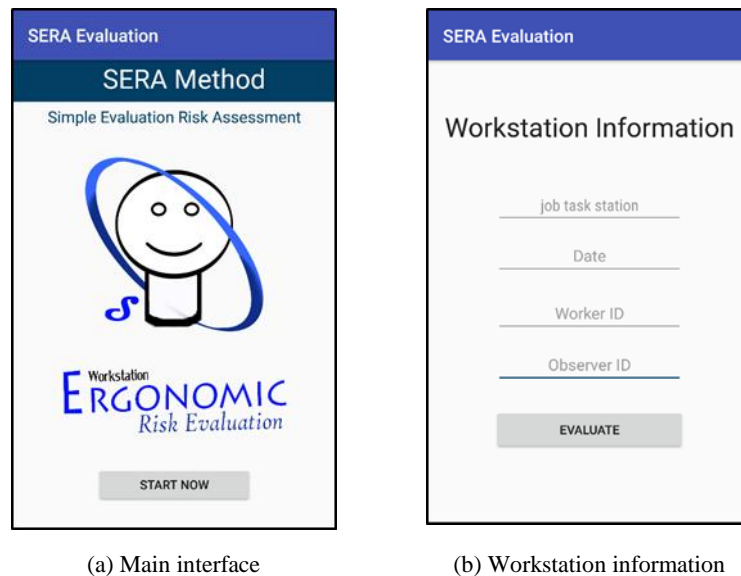 SERA Evaluation
SERA Method
Simple Evaluation Risk Assessment
S
Workstation
ERGONOMIC
Risk Evaluation
START NOW
(a) Main interface
SERA Evaluation
Workstation Information
job task station
Date
Worker ID
Observer ID
EVALUATE
(b) Workstation information